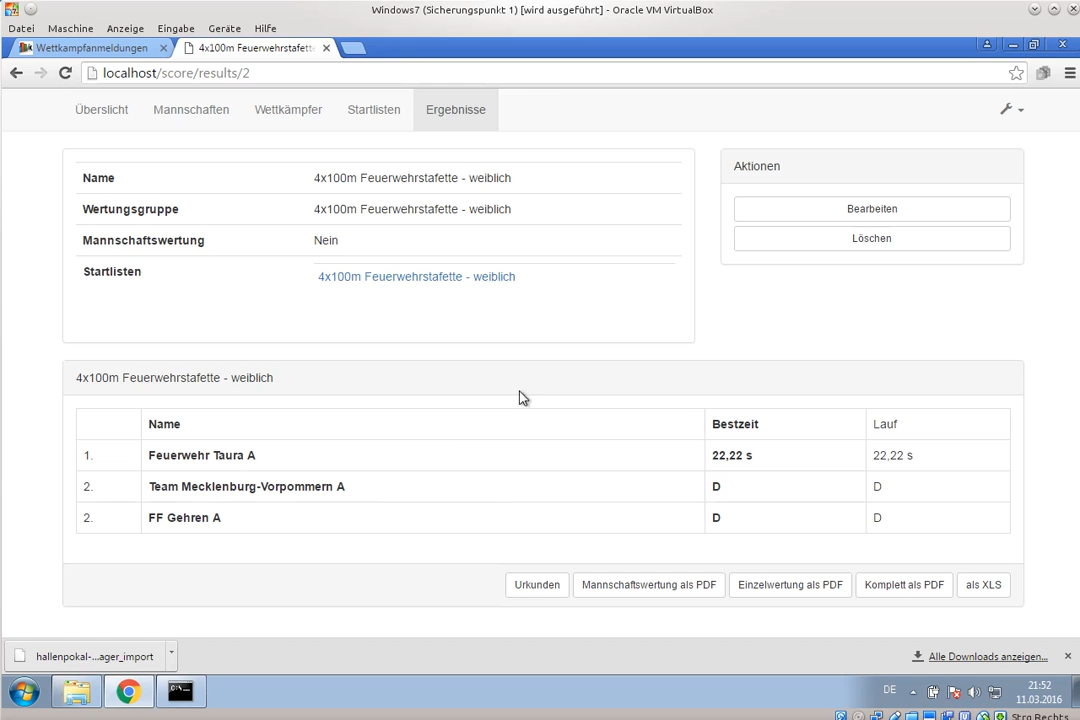 Windows7 (Sicherungspunkt 1) [wird ausgeführt] - Oracle VM VirtualBox
Datei Maschine Anzeige Eingabe Geräte Hilfe
Wettkampfanmeldungen
4x100m Feuerwehrstafett
localhost/score/results/2
Übersicht Mannschaften Wettkämpfer Startlisten Ergebnisse
Name 4x100m Feuerwehrstafette - weiblich
Wertungsgruppe 4x100m Feuerwehrstafette - weiblich
Mannschaftswertung Nein
Startlisten 4x100m Feuerwehrstafette - weiblich
Aktionen
Bearbeiten
Löschen
4x100m Feuerwehrstafette - weiblich
Name Bestzeit Lauf
1. Feuerwehr Taura A 22,22 s 22,22 s
2. Team Mecklenburg-Vorpommern A D D
2. FF Gehren A D D
Urkunden Mannschaftswertung als PDF Einzelwertung als PDF Komplett als PDF als XLS
hallenpokal-...ager_import
Alle Downloads anzeigen...
DE
21:52
11.03.2016
Strg Rechts